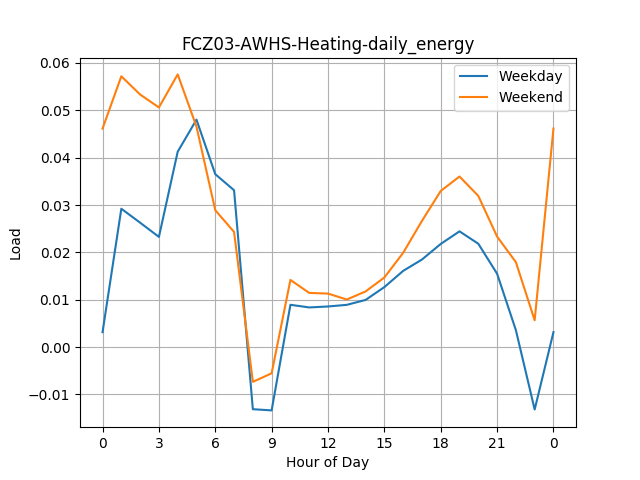 FCZ03-AWHS-Heating-daily_energy
Weekday
Weekend
0.06
0.05
0.04
0.03
0.02
0.01
0.00
−0.01
Load
0 3 6 9 12 15 18 21 0
Hour of Day